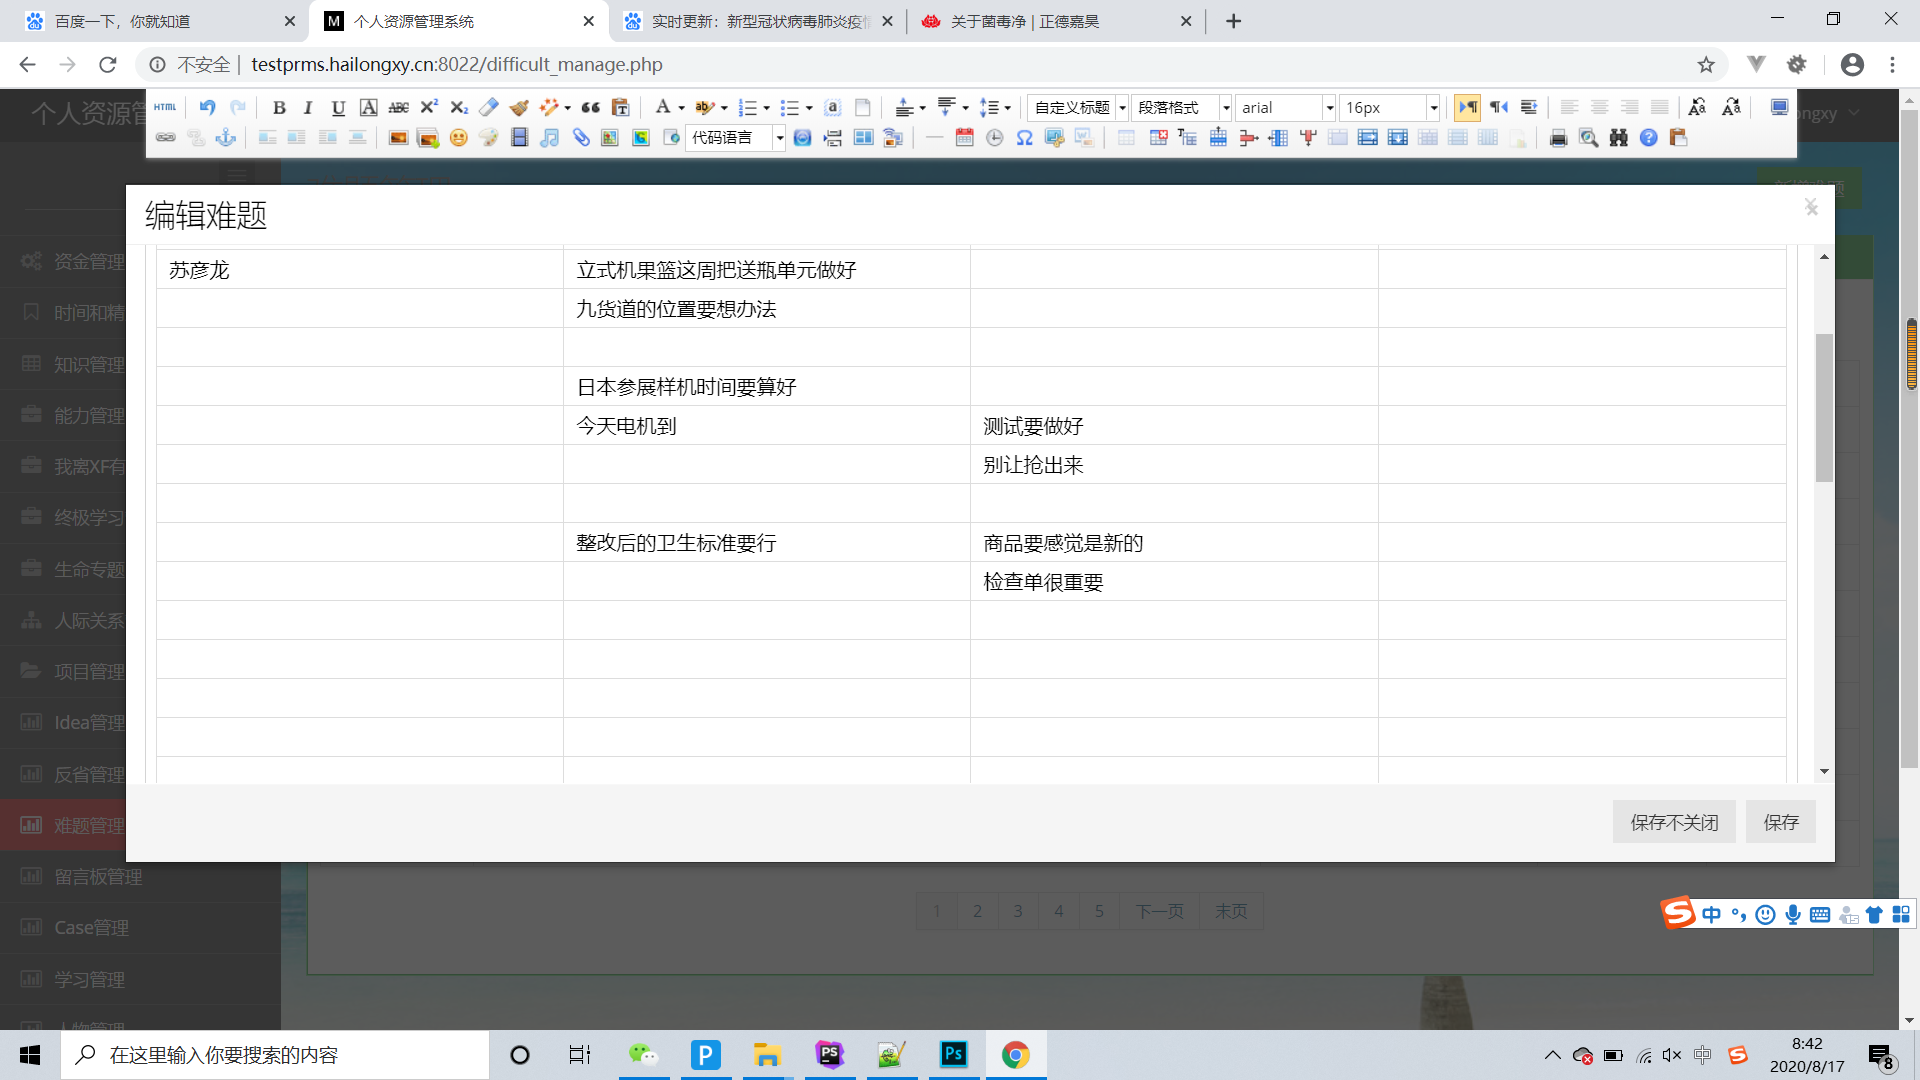 百度一下，你就知道
个人资源管理系统
实时更新：新型冠状病毒肺炎疫情
关于菌毒净 | 正德嘉昊
不安全 | testprms.hailongxy.cn:8022/difficult_manage.php
个人资源管
HTML
自定义标题 段落格式 arial 16px
代码语言
ongxy
编辑难题
苏彦龙 立式机果篮这周把送瓶单元做好
九货道的位置要想办法
日本参展样机时间要算好
今天电机到 测试要做好
别让抢出来
整改后的卫生标准要行 商品要感觉是新的
检查单很重要
保存不关闭 保存
资金管理
时间和精
知识管理
能力管理
我离XF有
终极学习
生命专题
人际关系
项目管理
Idea管理
反省管理
难题管理
留言板管理
Case管理
学习管理
人物管理
1 2 3 4 5 下一页 末页
中
在这里输入你要搜索的内容
中
8:42
2020/8/17
8